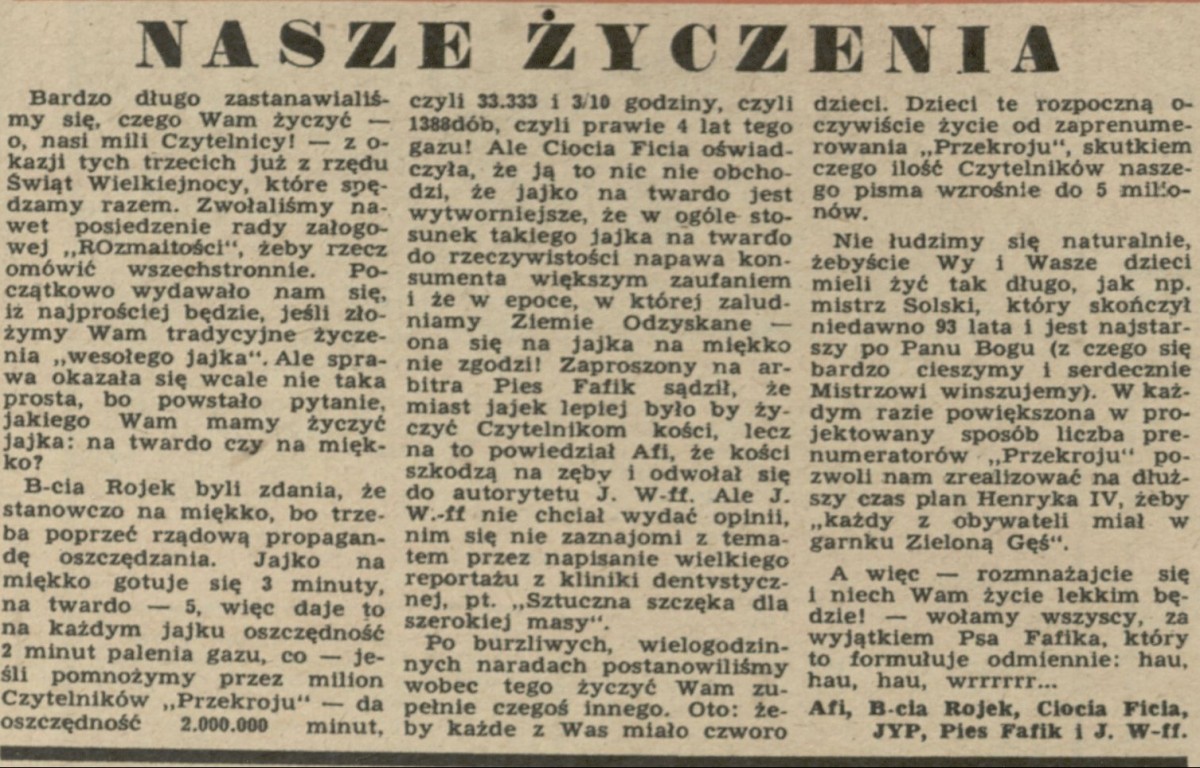 NASZE ŻYCZENIA
Bardzo długo zastanawialiś-
my się, czego Wam życzyć —
o, nasi mili Czytelnicy! — z o-
kazji tych trzecich już z rzędu
Świąt Wielkiejnocy, które spę-
dzamy razem. Zwołaliśmy na-
wet posiedzenie rady załogo-
wej „ROzmaitości", żeby rzecz
omówić wszechstronnie. Po-
czątkowo wydawało nam się,
iż najprościej będzie, jeśli zło-
żymy Wam tradycyjne życze-
nia „wesołego jajka". Ale spra-
wa okazała się wcale nie taka
prosta, bo powstało pytanie,
jakiego Wam mamy życzyć
jajka: na twardo czy na mięk-
ko?
B-cia Rojek byli zdania, że
stanowczo na miękko, bo trze-
ba poprzeć rządową propagan-
dę oszczędzania. Jajko na
miękko gotuje się 3 minuty,
na twardo — 5, więc daje to
na każdym jajku oszczędność
2 minut palenia gazu, co — je-
śli pomnożymy przez milion
Czytelników „Przekroju" — da
oszczędność 2.000.000 minut,
czyli 33.333 i 3/10 godziny, czyli
1388dób, czyli prawie 4 lat tego
gazu! Ale Ciocia Ficia oświad-
czyła, że ją to nic nie obcho-
dzi, że jajko na twardo jest
wytworniejsze, że w ogóle sto-
sunek takiego jajka na twardo
do rzeczywistości napawa kon-
sumenta większym zaufaniem
i że w epoce, w której zalud-
niamy Ziemie Odzyskane —
ona się na jajka na miękko
nie zgodzi! Zaproszony na ar-
bitra Pies Fafik sądził, że
miast jajek lepiej było by ży-
czyć Czytelnikom kości, lecz
na to powiedział Afi, że kości
szkodzą na zęby i odwołał się
do autorytetu J. W-ff. Ale J.
W.-ff nie chciał wydać opinii,
nim się nie zaznajomi z tema-
tem przez napisanie wielkiego
reportażu z kliniki dentystycz-
nej, pt. „Sztuczna szczęka dla
szerokiej masy".
Po burzliwych, wielogodzin-
nych naradach postanowiliśmy
wobec tego życzyć Wam zu-
pełnie czegoś innego. Oto: że-
by każde z Was miało czworo
dzieci. Dzieci te rozpoczną o-
czywiście życie od zaprenume-
rowania „Przekroju", skutkiem
czego ilość Czytelników nasze-
go pisma wzrośnie do 5 milio-
nów.
Nie łudzimy się naturalnie,
żebyście Wy i Wasze dzieci
mieli żyć tak długo, jak np.
mistrz Solski, który skończył
niedawno 93 lata i jest najstar-
szy po Panu Bogu (z czego się
bardzo cieszymy i serdecznie
Mistrzowi winszujemy). W każ-
dym razie powiększona w pro-
jektowany sposób liczba pre-
numeratorów „Przekroju" po-
zwoli nam zrealizować na dłuż-
szy czas plan Henryka IV, żeby
„każdy z obywateli miał w
garnku Zieloną Gęś".
A więc — rozmnażajcie się
i niech Wam życie lekkim bę-
dzie! — wołamy wszyscy, za
wyjątkiem Psa Fafika, który
to formułuje odmiennie: hau,
hau, hau, wrrrrrr...
Afi, B-cia Rojek, Ciocia Ficia,
JYP, Pies Fafik i J. W-ff.